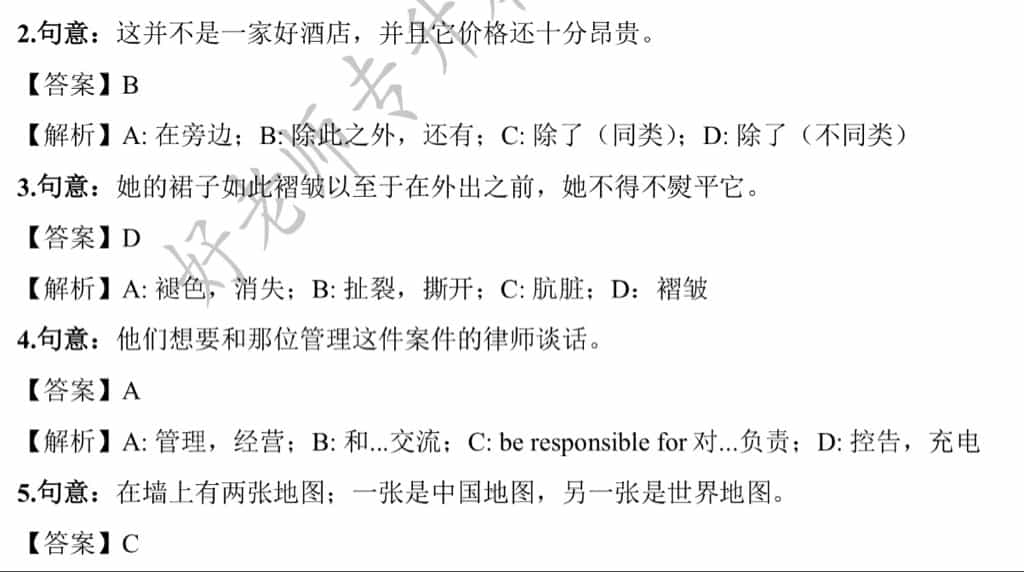 2.句意：这并不是一家好酒店，并且它价格还十分昂贵。
【答案】B
【解析】A: 在旁边；B: 除此之外，还有；C: 除了（同类）；D: 除了（不同类）
3.句意：她的裙子如此褶皱以至于在外出之前，她不得不熨平它。
【答案】D
【解析】A: 褪色，消失；B: 扯裂，撕开；C: 肮脏；D：褶皱
4.句意：他们想要和那位管理这件案件的律师谈话。
【答案】A
【解析】A: 管理，经营；B: 和...交流；C: be responsible for 对...负责；D: 控告，充电
5.句意：在墙上有两张地图；一张是中国地图，另一张是世界地图。
【答案】C
好老师专升本